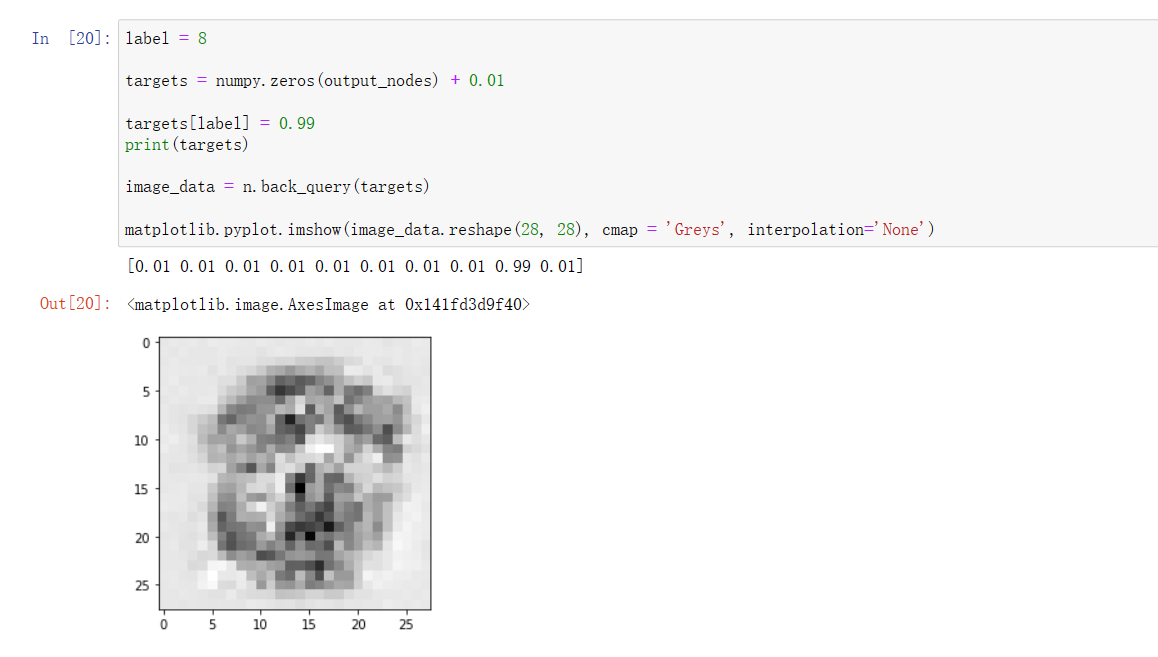 In [20]: label = 8
targets = numpy.zeros(output_nodes) + 0.01
targets[label] = 0.99
print(targets)
image_data = n.back_query(targets)
matplotlib.pyplot.imshow(image_data.reshape(28, 28), cmap = 'Greys', interpolation='None')
[0.01 0.01 0.01 0.01 0.01 0.01 0.01 0.01 0.99 0.01]
Out[20]: <matplotlib.image.AxesImage at 0x141fd3d9f40>
0
5
10
15
20
25
0 5 10 15 20 25